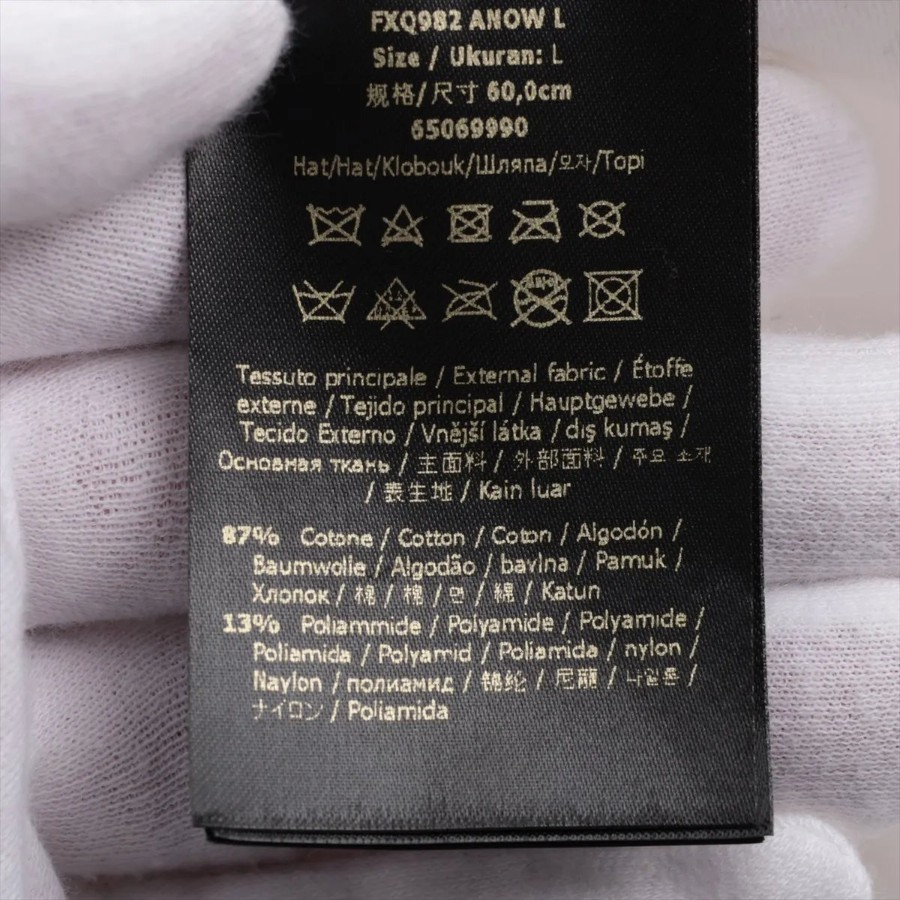 FXQ982 ANOW L
Size / Ukuran: L
规格/尺寸 60,0cm
65069990
Hat/Hat/Klobouk/Шляпа/모자/Topi
Tessuto principale / External fabric / Étoffe
externe / Tejido principal / Hauptgewebe /
Tecido Externo / Vnější látka / dış kumaş /
Основная ткань / 主面料 / 外部面料 / 주요 소재
/ 表生地 / Kain luar
87% Cotone / Cotton / Coton / Algodón /
Baumwolle / Algodão / bavlna / Pamuk /
Хлопок / 棉 / 棉 / 면 / 綿 / Katun
13% Poliammide / Polyamide / Polyamide /
Poliamida / Polyamid / Poliamida / nylon /
Naylon / полиамид / 锦纶 / 尼龍 / 나일론 /
ナイロン / Poliamida